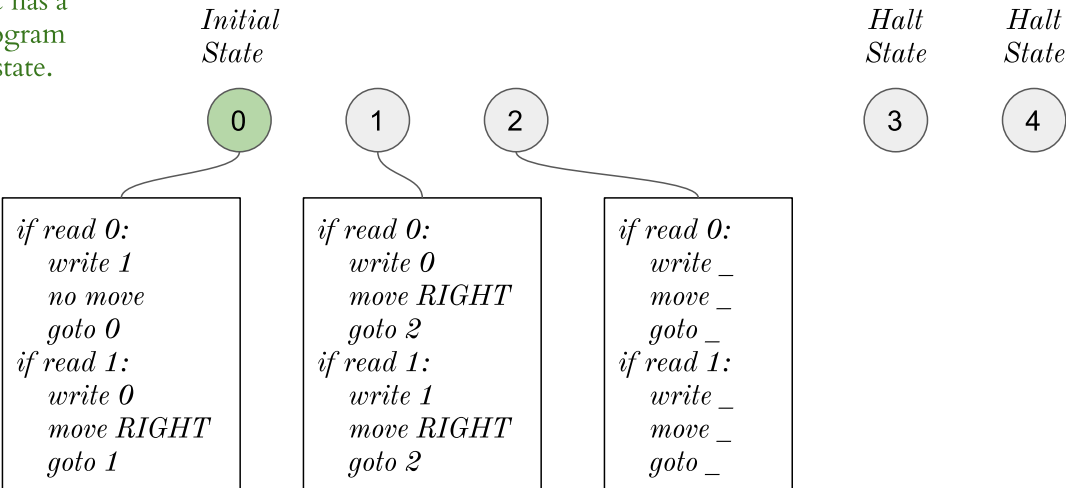 has a
ogram
state.
Initial
State
Halt
State
Halt
State
0
1
2
3
4
if read 0:
write 1
no move
goto 0
if read 1:
write 0
move RIGHT
goto 1
if read 0:
write 0
move RIGHT
goto 2
if read 1:
write 1
move RIGHT
goto 2
if read 0:
write _
move _
goto _
if read 1:
write _
move _
goto _